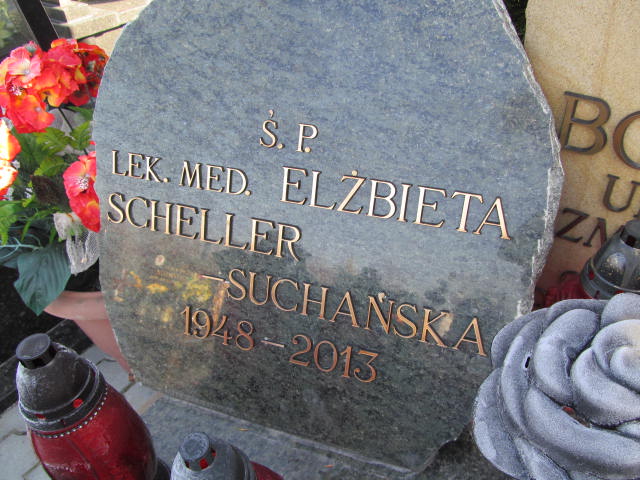 Ś. P.
LEK. MED. ELŻBIETA
SCHELLER
-SUCHAŃSKA
1948-2013